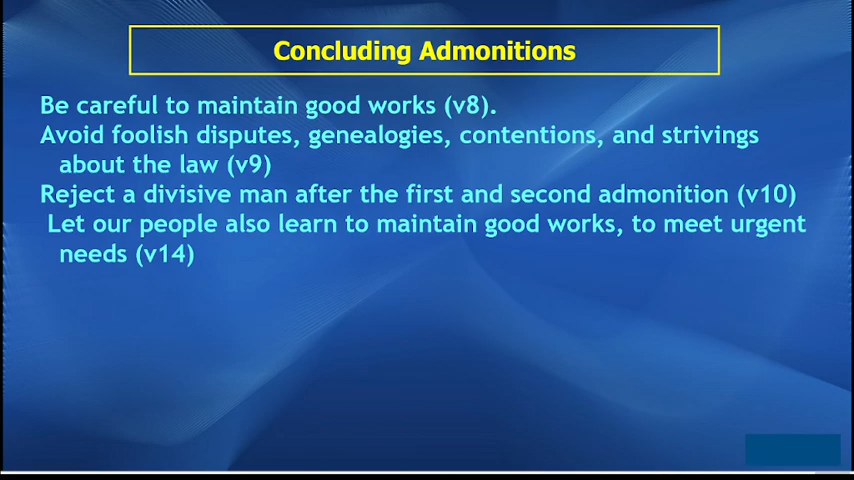 Concluding Admonitions
Be careful to maintain good works (v8).
Avoid foolish disputes, genealogies, contentions, and strivings
about the law (v9)
Reject a divisive man after the first and second admonition (v10)
Let our people also learn to maintain good works, to meet urgent
needs (v14)